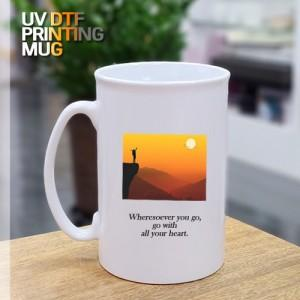 UV DTF
PRINTING
MUG
Wheresoever you go,
go with
all your heart.